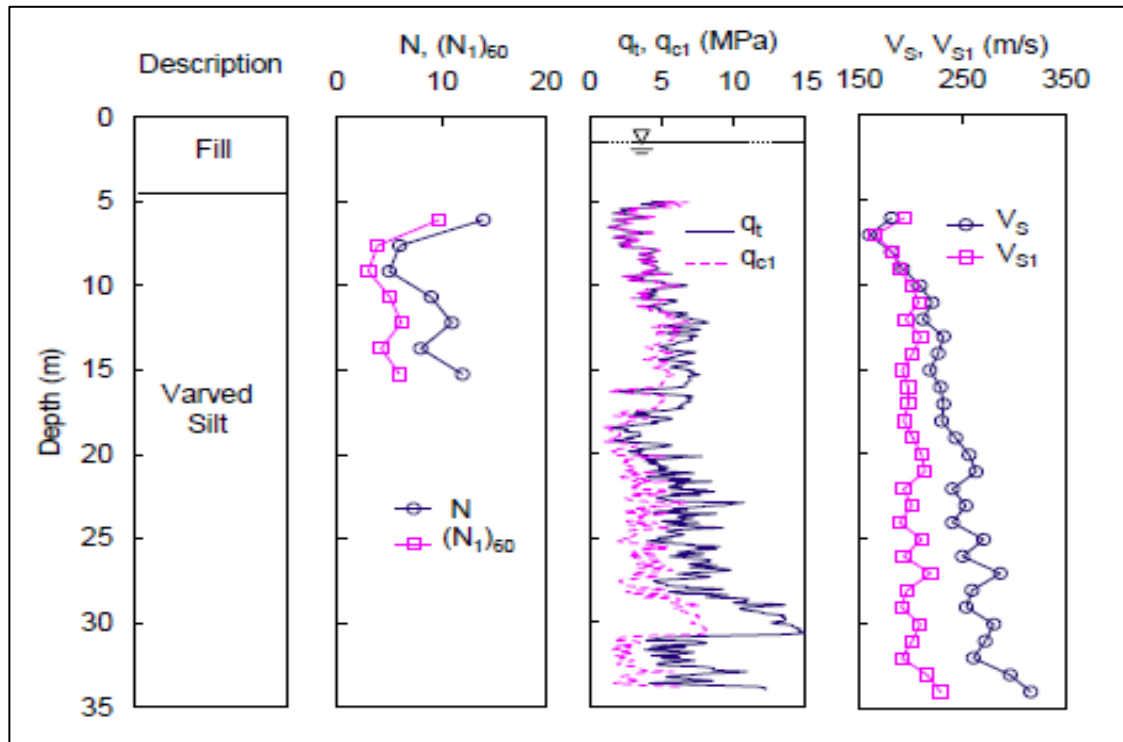 Description
N, (N₁)₆₀
qt, qc1 (MPa)
VS, VS1 (m/s)
0 10 20
0 5 10 15
150 250 350
0
5
10
15
20
25
30
35
Depth (m)
Fill
Varved
Silt
N
(N₁)₆₀
qt
qc1
VS
VS1